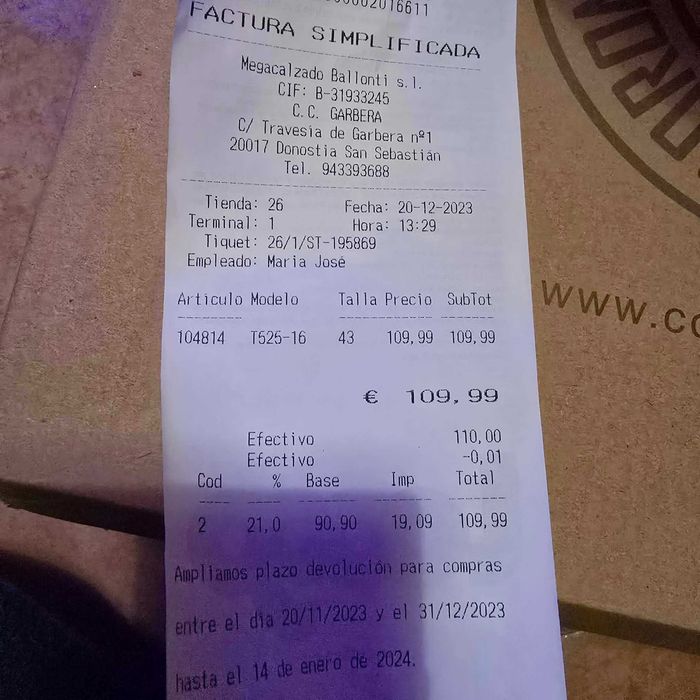 FACTURA SIMPLIFICADA
Megacalzado Ballonti s.l.
CIF: B-31933245
C.C. GARBERA
C/ Travesia de Garbera nº1
20017 Donostia San Sebastián
Tel. 943393688
Tienda: 26 Fecha: 20-12-2023
Terminal: 1 Hora: 13:29
Tiquet: 26/1/ST-195869
Empleado: Maria José
Artículo Modelo Talla Precio SubTot
104814 T525-16 43 109,99 109,99
€ 109,99
Efectivo 110,00
Efectivo -0,01
Cod % Base Imp Total
2 21,0 90,90 19,09 109,99
Ampliamos plazo devolución para compras
entre el día 20/11/2023 y el 31/12/2023
hasta el 14 de enero de 2024.
www.co